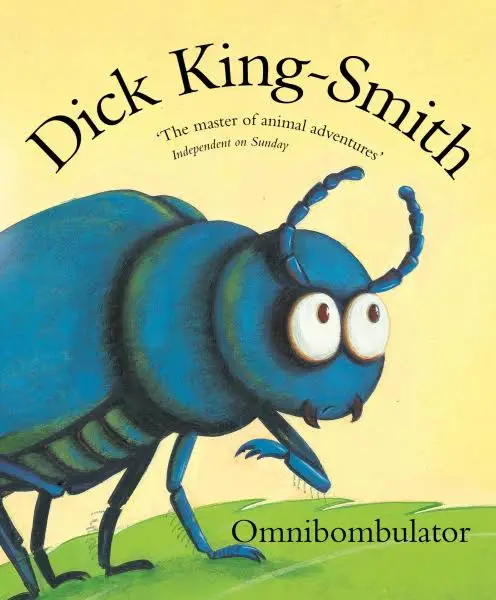 Dick King-Smith
‘The master of animal adventures’
Independent on Sunday
Omnibombulator